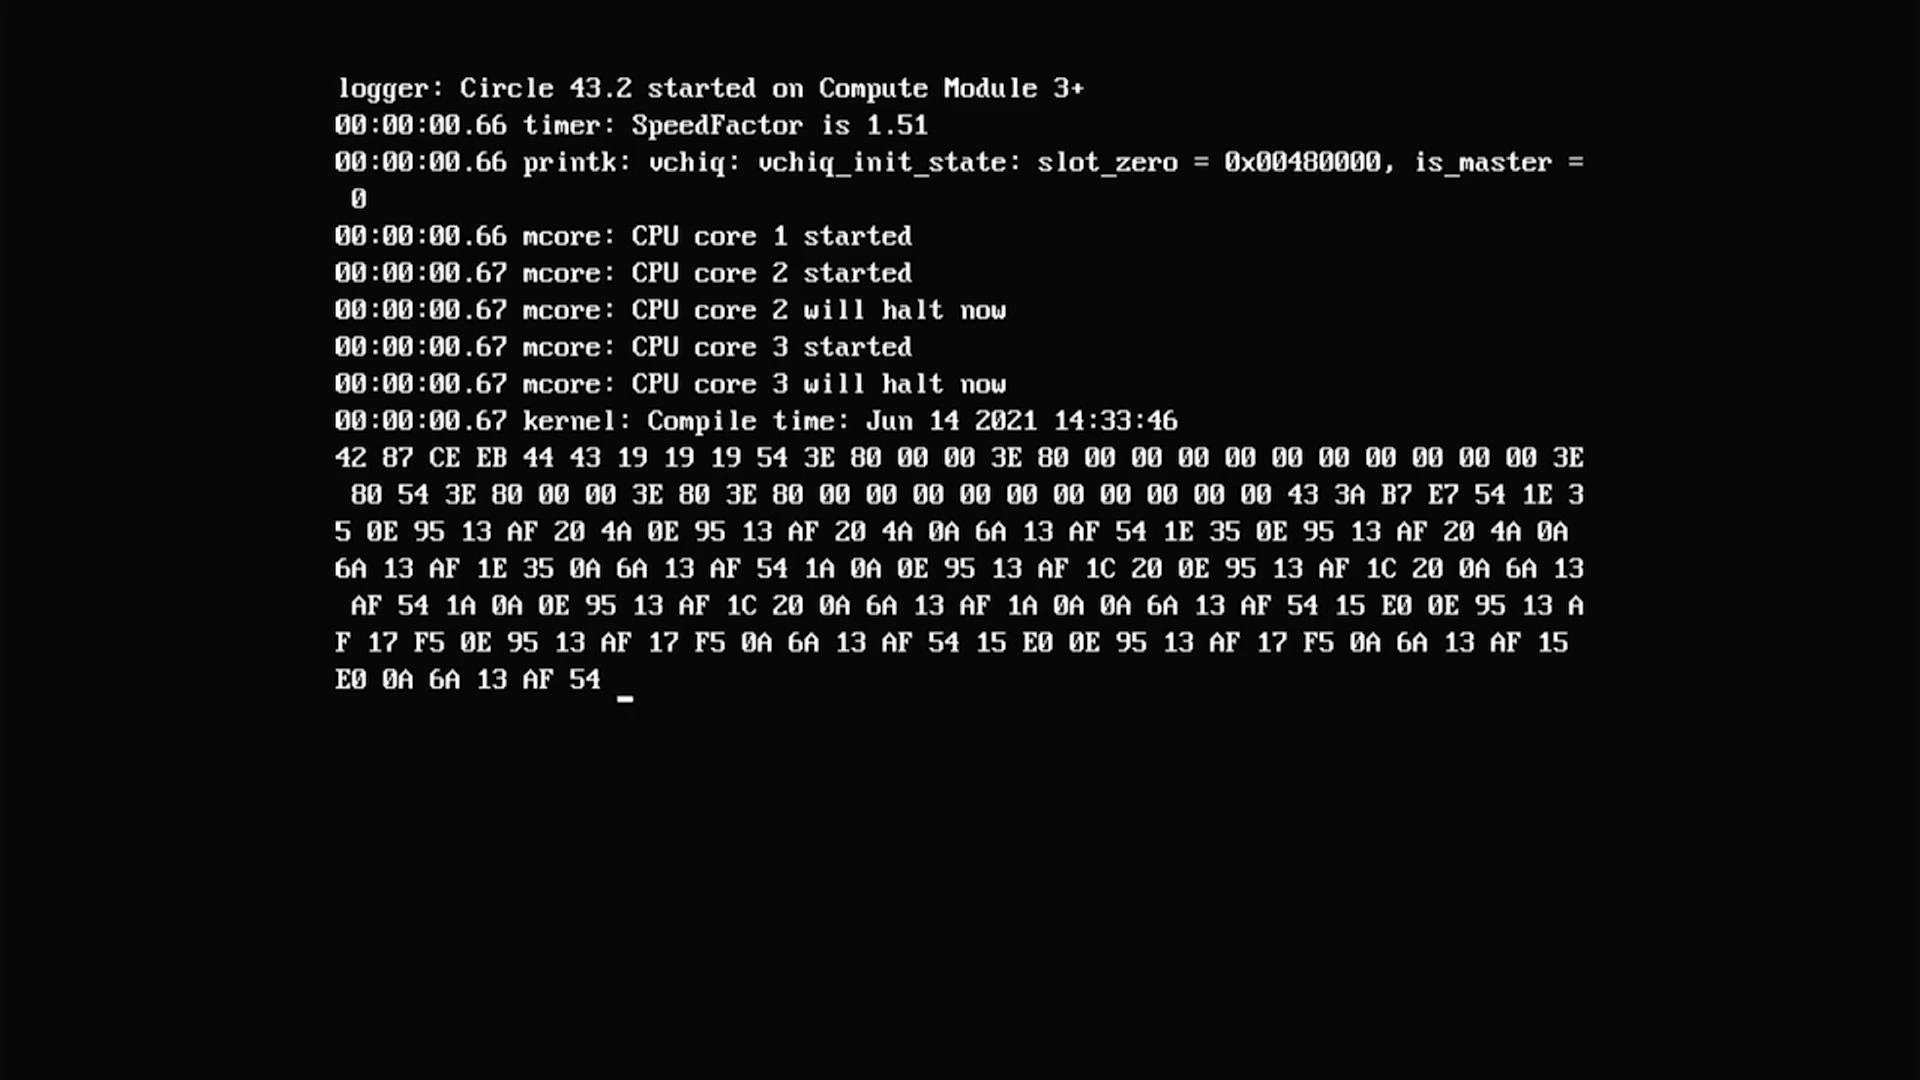 logger: Circle 43.2 started on Compute Module 3+
00:00:00.66 timer: SpeedFactor is 1.51
00:00:00.66 printk: vchiq: vchiq_init_state: slot_zero = 0x00480000, is_master =
 0
00:00:00.66 mcore: CPU core 1 started
00:00:00.67 mcore: CPU core 2 started
00:00:00.67 mcore: CPU core 2 will halt now
00:00:00.67 mcore: CPU core 3 started
00:00:00.67 mcore: CPU core 3 will halt now
00:00:00.67 kernel: Compile time: Jun 14 2021 14:33:46
42 87 CE EB 44 43 19 19 19 54 3E 80 00 00 3E 80 00 00 00 00 00 00 00 00 00 00 3E
 80 54 3E 80 00 00 3E 80 3E 80 00 00 00 00 00 00 00 00 00 00 43 3A B7 E7 54 1E 3
5 0E 95 13 AF 20 4A 0E 95 13 AF 20 4A 0A 6A 13 AF 54 1E 35 0E 95 13 AF 20 4A 0A
6A 13 AF 1E 35 0A 6A 13 AF 54 1A 0A 0E 95 13 AF 1C 20 0E 95 13 AF 1C 20 0A 6A 13
 AF 54 1A 0A 0E 95 13 AF 1C 20 0A 6A 13 AF 1A 0A 0A 6A 13 AF 54 15 E0 0E 95 13 A
F 17 F5 0E 95 13 AF 17 F5 0A 6A 13 AF 54 15 E0 0E 95 13 AF 17 F5 0A 6A 13 AF 15
E0 0A 6A 13 AF 54 _